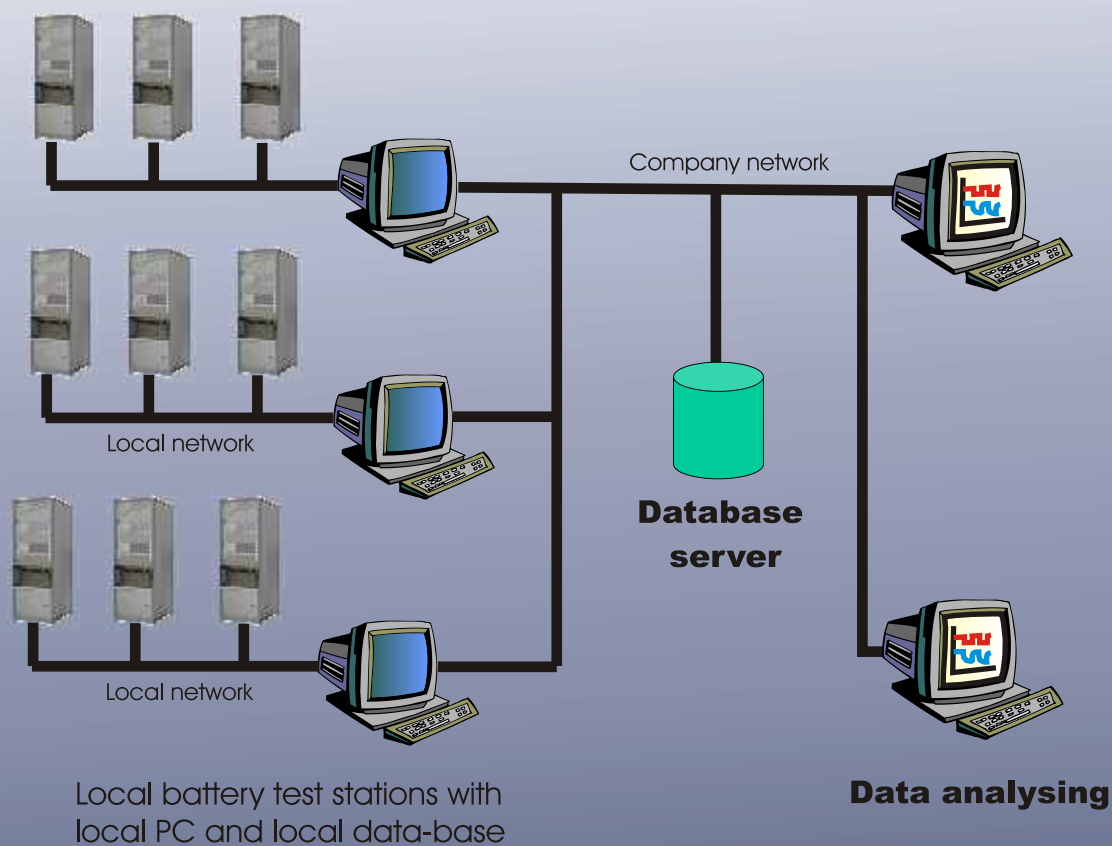 Company network
Local network
Database
server
Local network
Local battery test stations with
local PC and local data-base
Data analysing